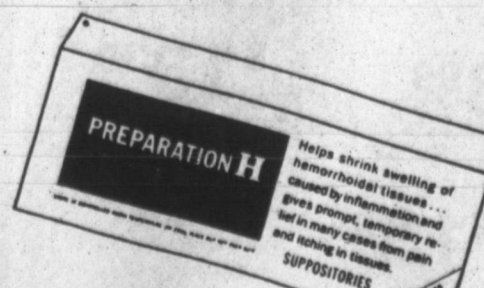 PREPARATION H
Helps shrink swelling of
hemorrhoidal tissues...
caused by inflammation and
gives prompt, temporary re-
lief in many cases from pain
and itching in tissues.
SUPPOSITORIES